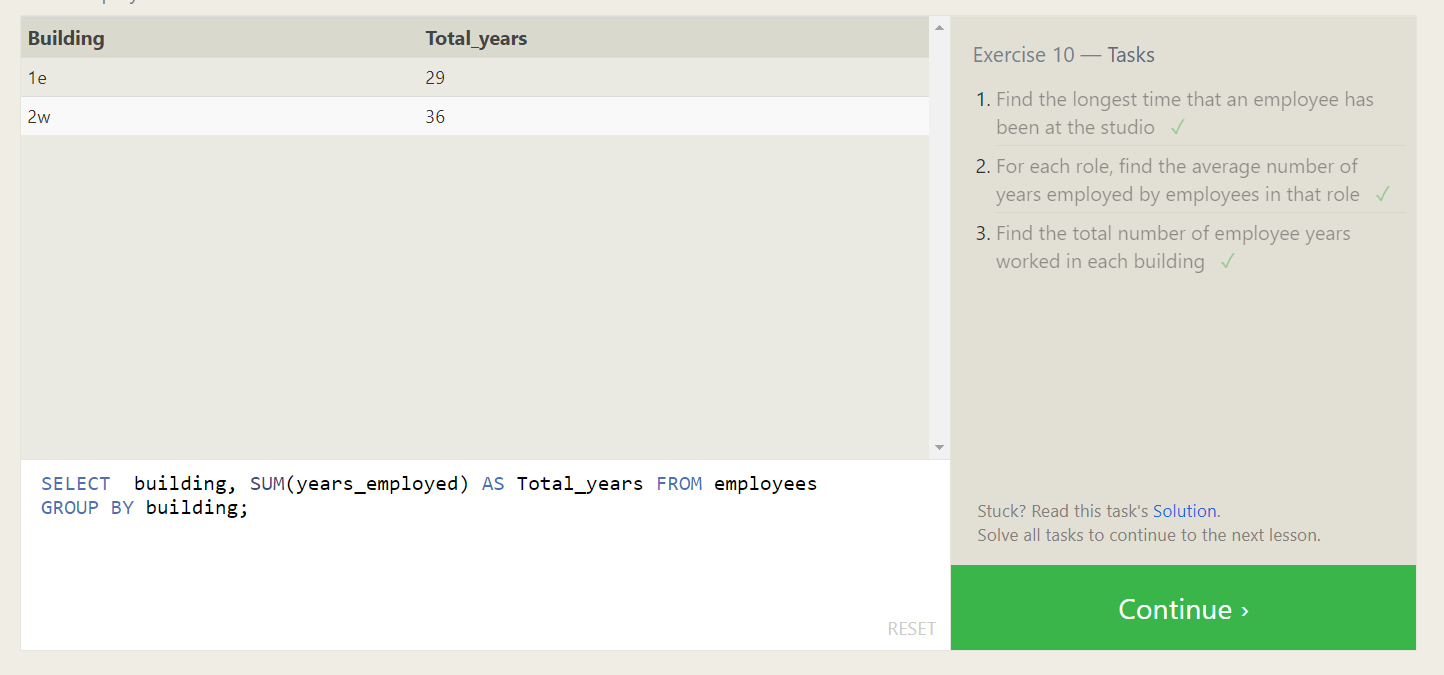 Building Total_years
1e 29
2w 36
SELECT  building, SUM(years_employed) AS Total_years FROM employees
GROUP BY building;
RESET
Exercise 10 — Tasks
1. Find the longest time that an employee has
been at the studio ✓
2. For each role, find the average number of
years employed by employees in that role ✓
3. Find the total number of employee years
worked in each building ✓
Stuck? Read this task's Solution.
Solve all tasks to continue to the next lesson.
Continue ›